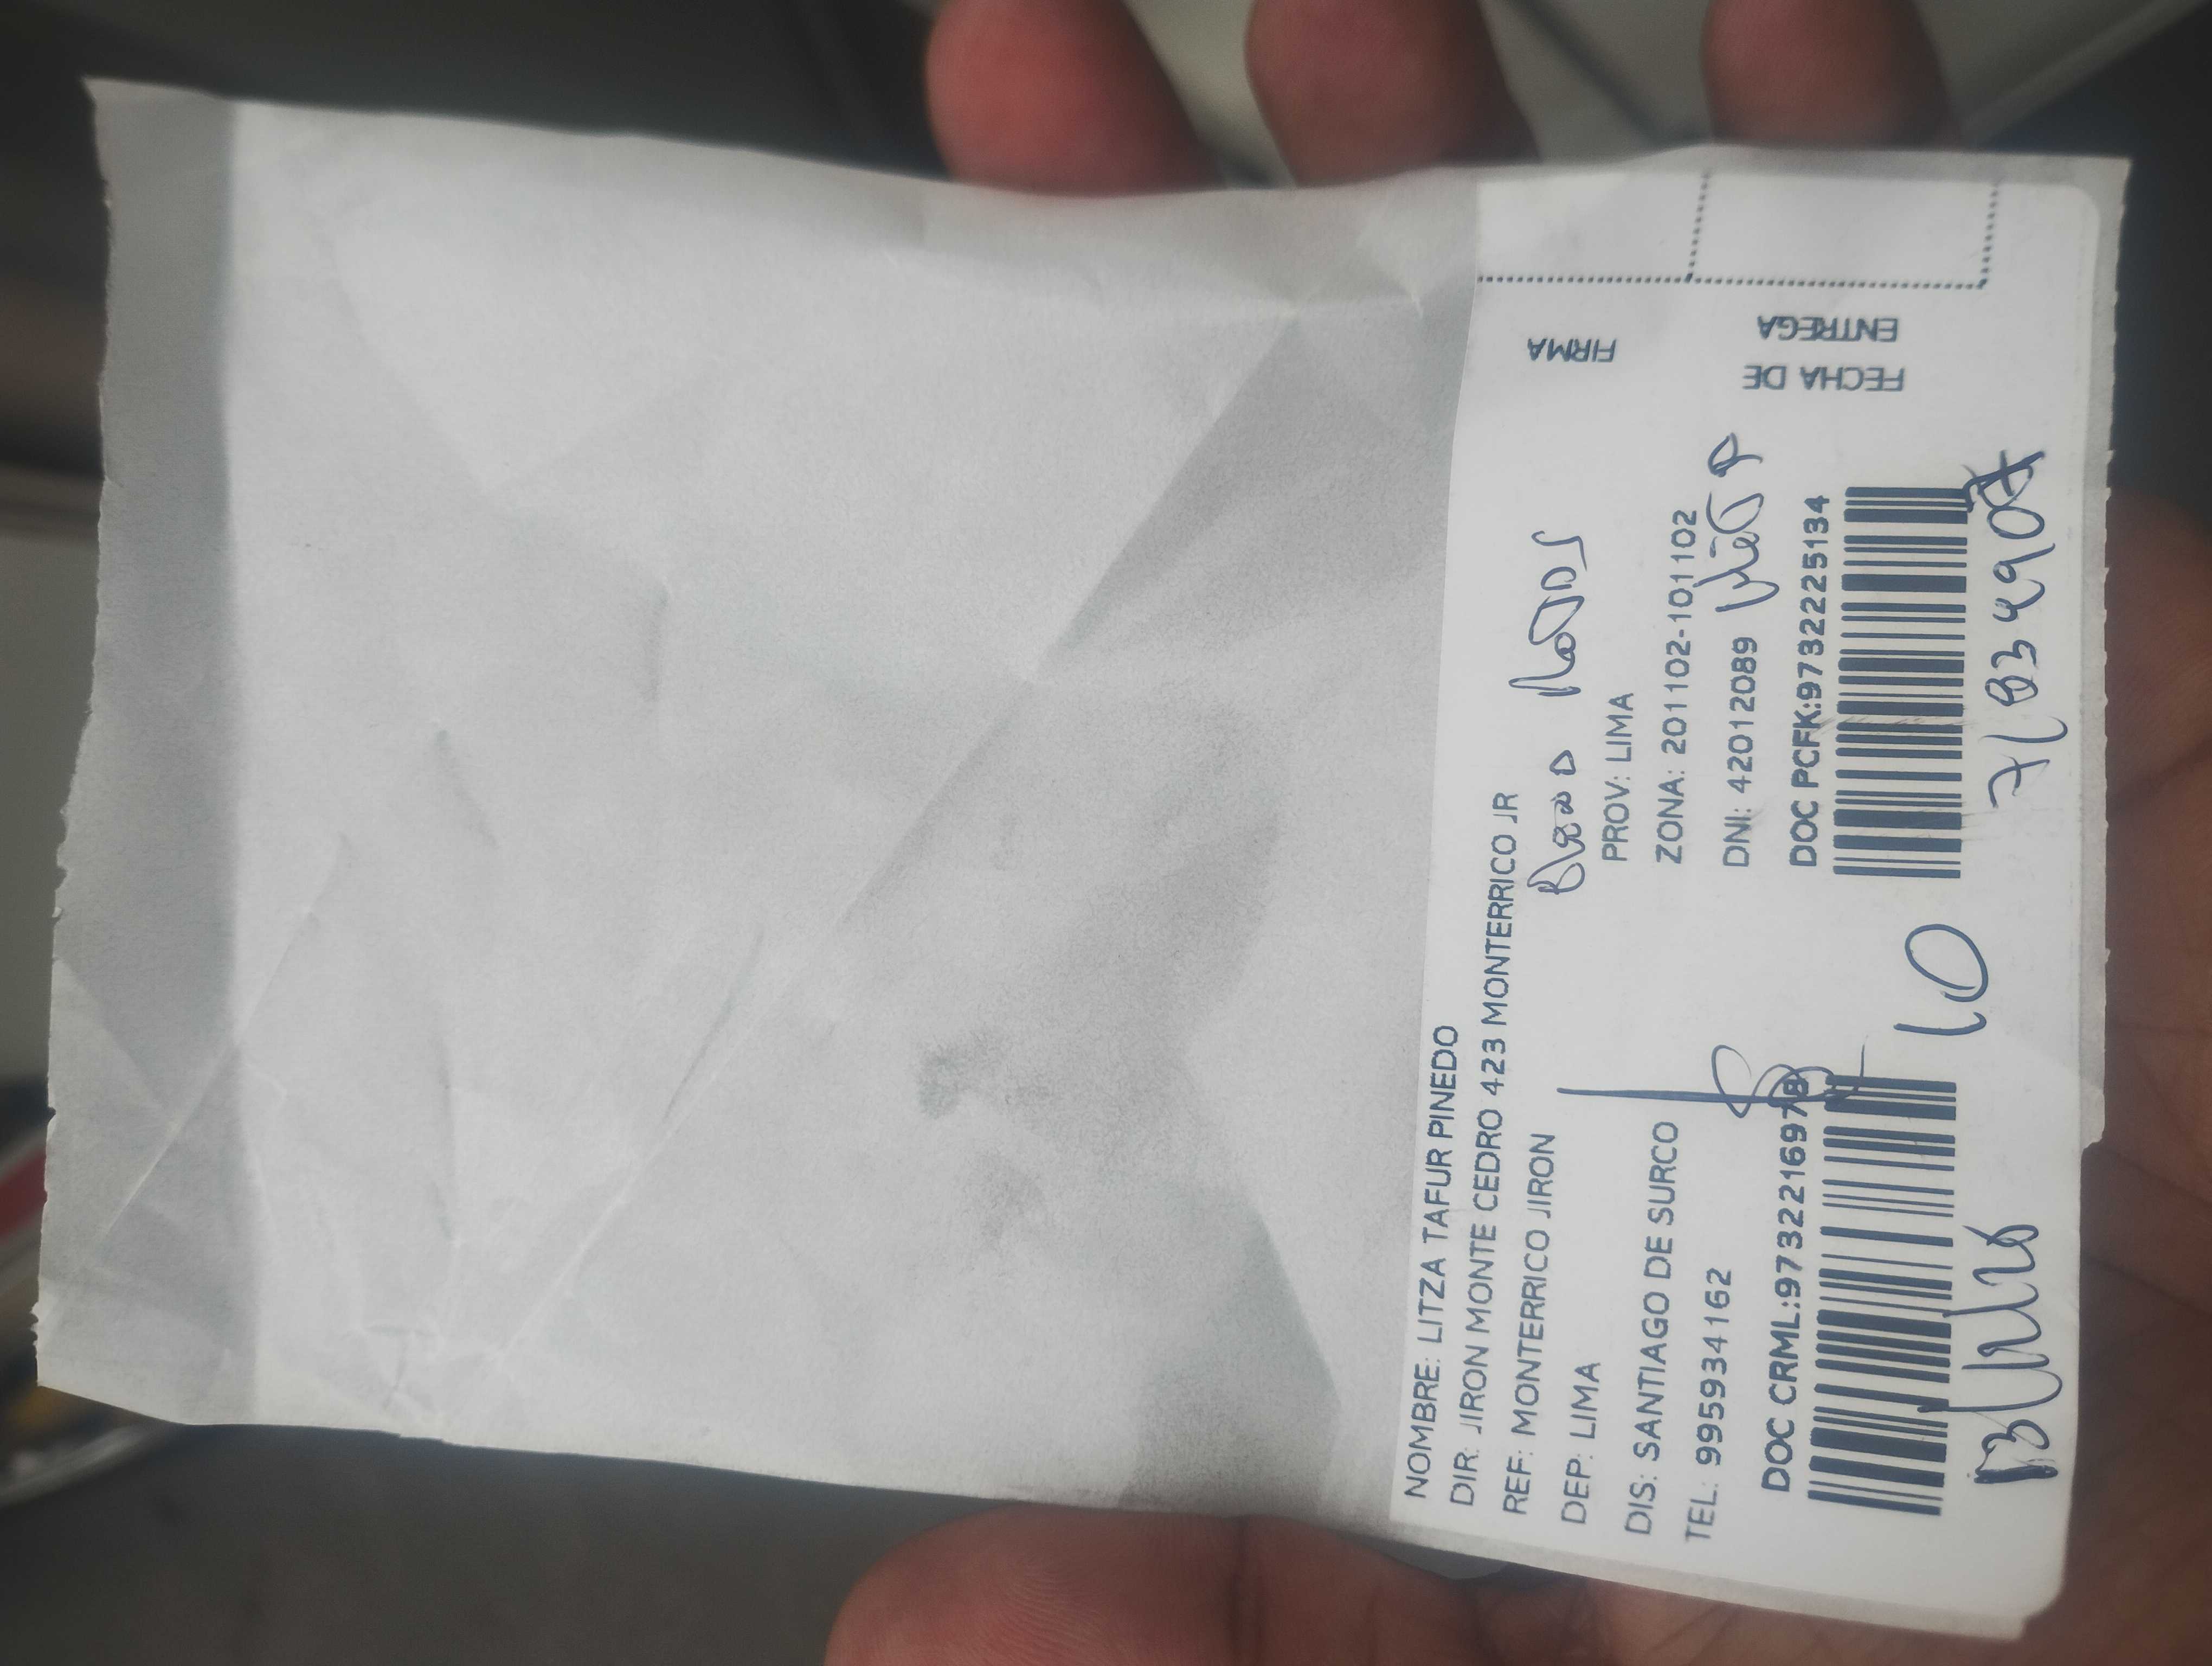 NOMBRE: LITZA TAFUR PINEDO
DIR: JIRON MONTE CEDRO 423 MONTERRICO JR
REF: MONTERRICO JIRON
DEP: LIMA
PROV: LIMA
DIS: SANTIAGO DE SURCO
ZONA: 201102-101102
TEL: 995934162
DNI: 42012089
DOC CRML:973221697
DOC PCFK:9732225134
10
FIRMA
FECHA DE
ENTREGA